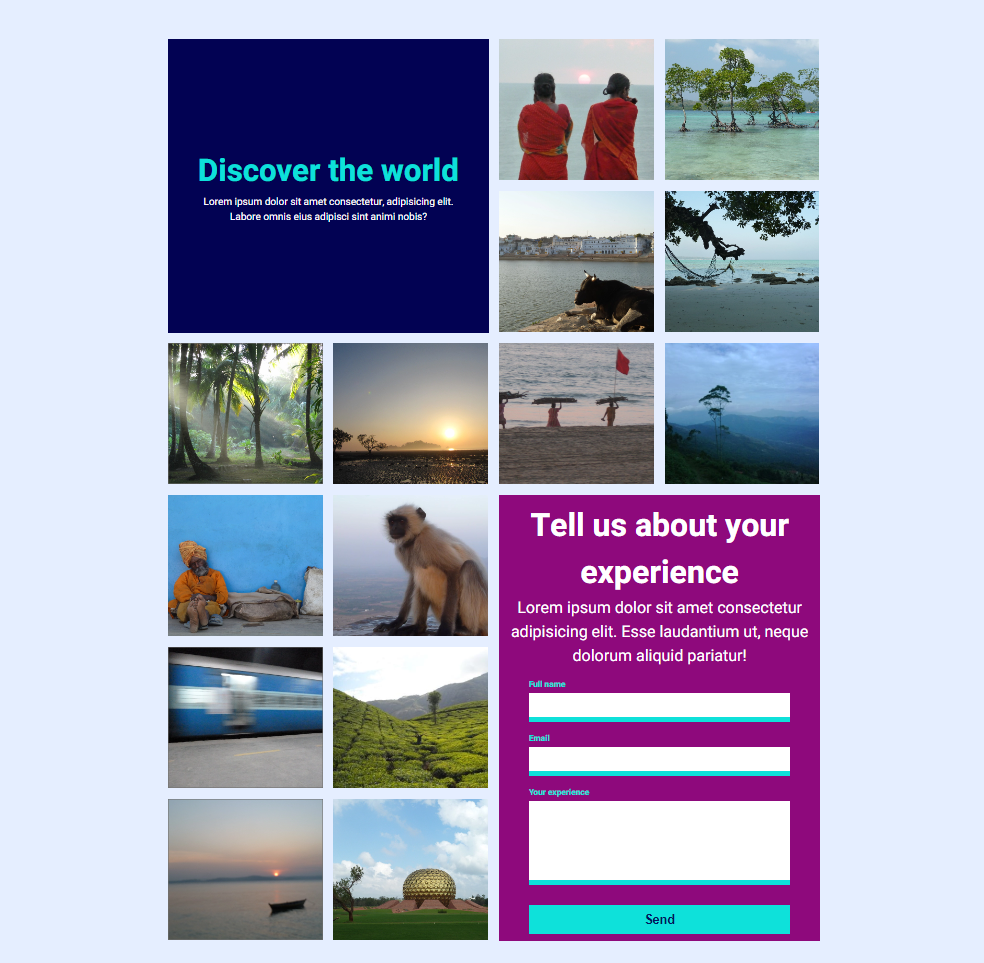 Discover the world
Lorem ipsum dolor sit amet consectetur, adipisicing elit.
Labore omnis eius adipisci sint animi nobis?
Tell us about your
experience
Lorem ipsum dolor sit amet consectetur
adipisicing elit. Esse laudantium ut, neque
dolorum aliquid pariatur!
Full name
Email
Your experience
Send